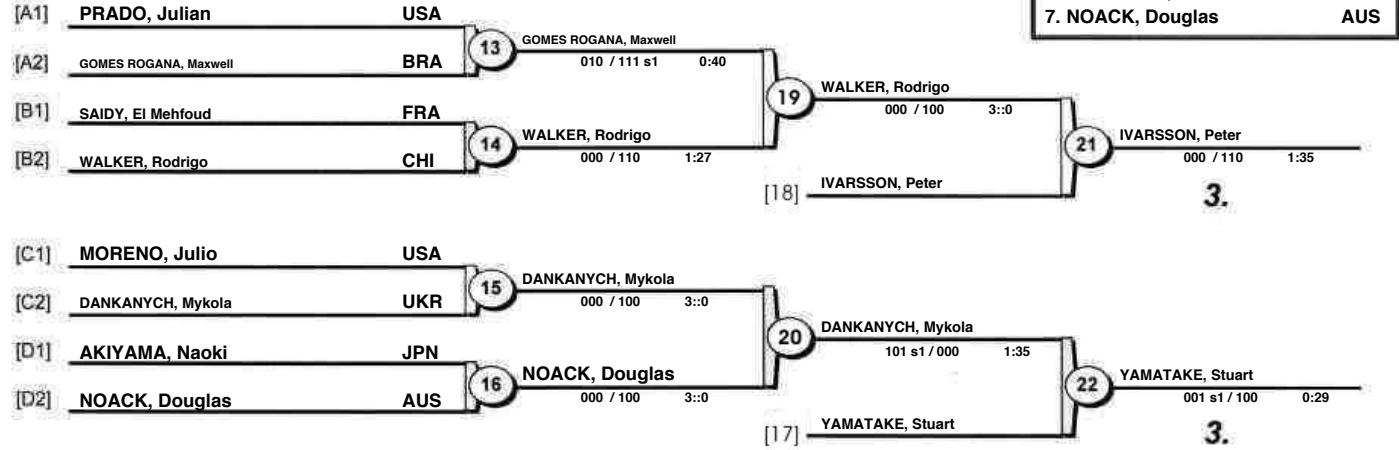 7. NOACK, Douglas AUS
[A1] PRADO, Julian USA
13 GOMES ROGANA, Maxwell
010 / 111 s1 0:40
[A2] GOMES ROGANA, Maxwell BRA
19 WALKER, Rodrigo
000 / 100 3::0
[B1] SAIDY, El Mehfoud FRA
14 WALKER, Rodrigo
000 / 110 1:27
21 IVARSSON, Peter
000 / 110 1:35
[B2] WALKER, Rodrigo CHI
[18] IVARSSON, Peter
3.
[C1] MORENO, Julio USA
15 DANKANYCH, Mykola
000 / 100 3::0
[C2] DANKANYCH, Mykola UKR
20 DANKANYCH, Mykola
101 s1 / 000 1:35
[D1] AKIYAMA, Naoki JPN
16 NOACK, Douglas
000 / 100 3::0
22 YAMATAKE, Stuart
001 s1 / 100 0:29
[D2] NOACK, Douglas AUS
[17] YAMATAKE, Stuart
3.